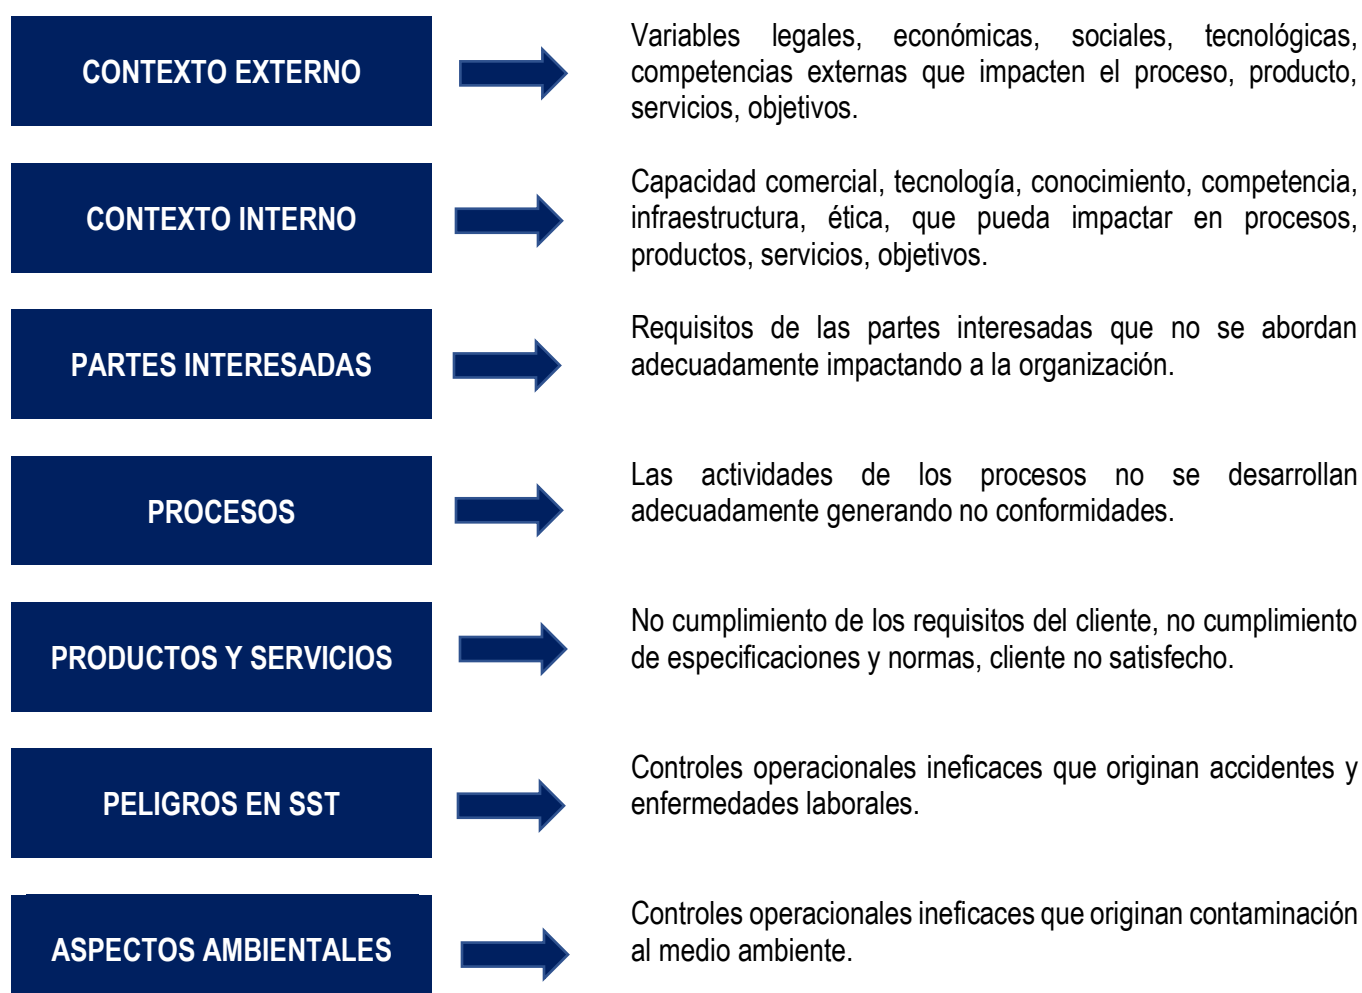 CONTEXTO EXTERNO
Variables legales, económicas, sociales, tecnológicas,
competencias externas que impacten el proceso, producto,
servicios, objetivos.
CONTEXTO INTERNO
Capacidad comercial, tecnología, conocimiento, competencia,
infraestructura, ética, que pueda impactar en procesos,
productos, servicios, objetivos.
PARTES INTERESADAS
Requisitos de las partes interesadas que no se abordan
adecuadamente impactando a la organización.
PROCESOS
Las actividades de los procesos no se desarrollan
adecuadamente generando no conformidades.
PRODUCTOS Y SERVICIOS
No cumplimiento de los requisitos del cliente, no cumplimiento
de especificaciones y normas, cliente no satisfecho.
PELIGROS EN SST
Controles operacionales ineficaces que originan accidentes y
enfermedades laborales.
ASPECTOS AMBIENTALES
Controles operacionales ineficaces que originan contaminación
al medio ambiente.